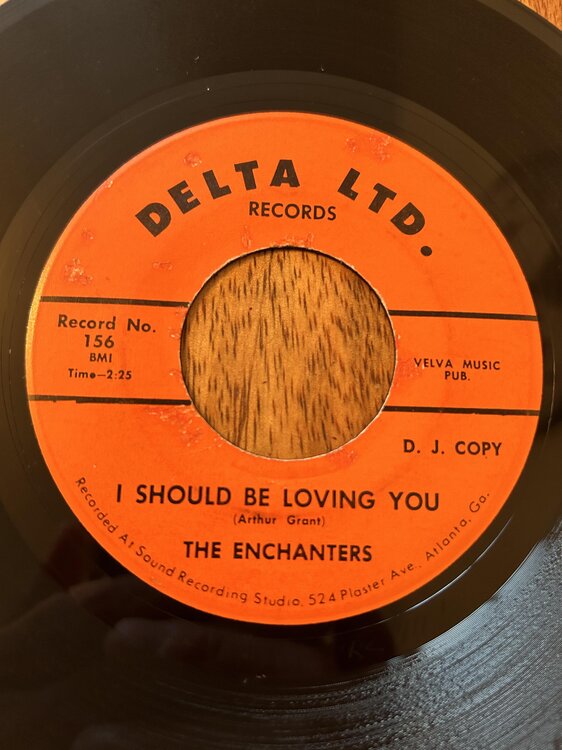 DELTA LTD.
RECORDS
Record No.
156
BMI
Time—2:25
VELVA MUSIC
PUB.
D. J. COPY
I SHOULD BE LOVING YOU
(Arthur Grant)
THE ENCHANTERS
Recorded At Sound Recording Studio, 524 Plaster Ave., Atlanta, Ga.